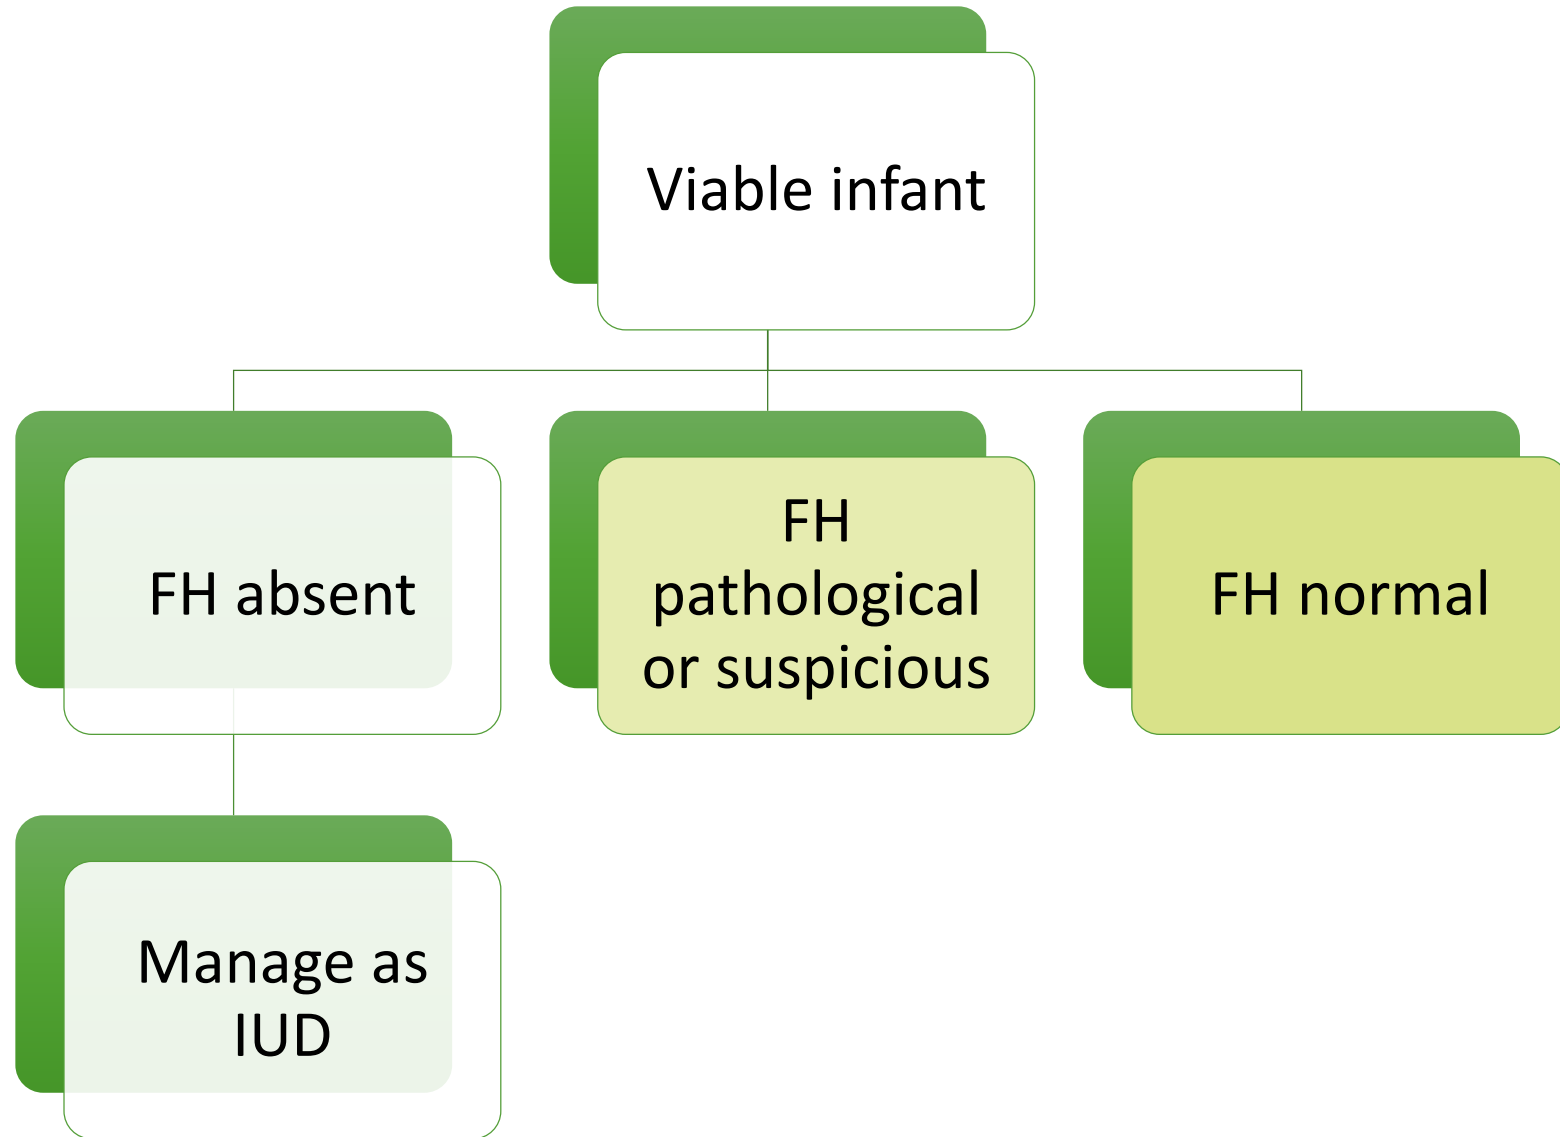 Viable infant
FH absent
FH
pathological
or suspicious
FH normal
Manage as
IUD